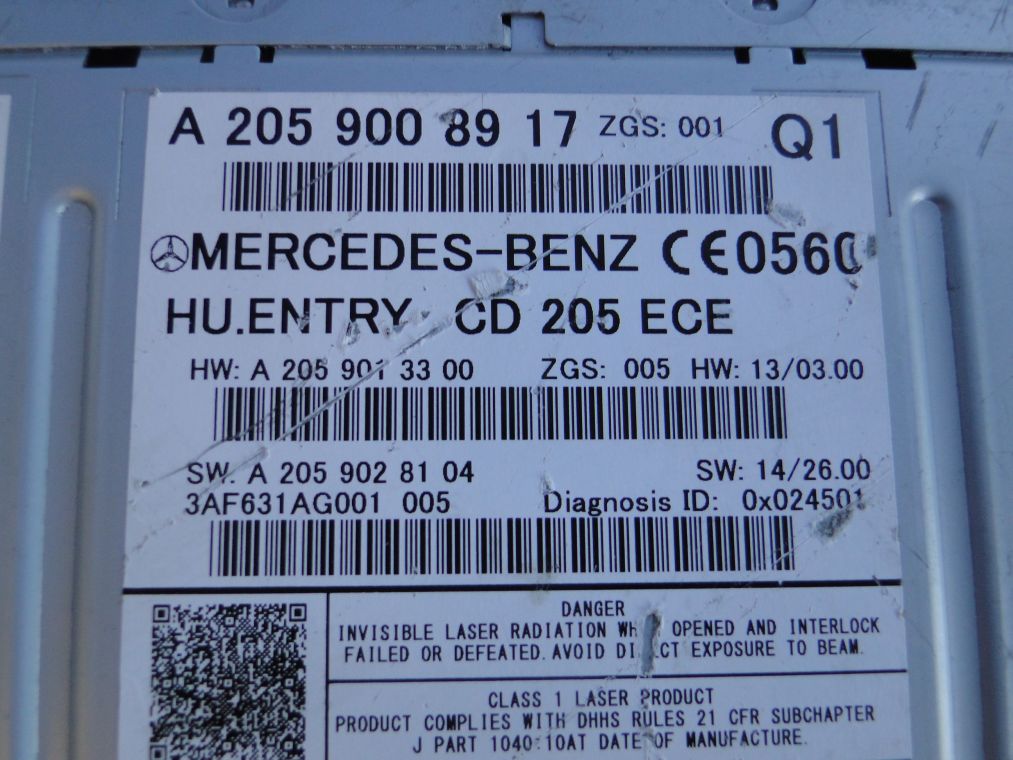 A 205 900 8917 ZGS: 001 Q1
MERCEDES-BENZ CE0560
HU.ENTRY CD 205 ECE
HW: A 205 901 33 00 ZGS: 005 HW: 13/03.00
SW: A 205 902 81 04 SW: 14/26.00
3AF631AG001 005 Diagnosis ID: 0x024501
DANGER
INVISIBLE LASER RADIATION WHEN OPENED AND INTERLOCK
FAILED OR DEFEATED. AVOID DIRECT EXPOSURE TO BEAM.
CLASS 1 LASER PRODUCT
PRODUCT COMPLIES WITH DHHS RULES 21 CFR SUBCHAPTER
J PART 1040:10AT DATE OF MANUFACTURE.